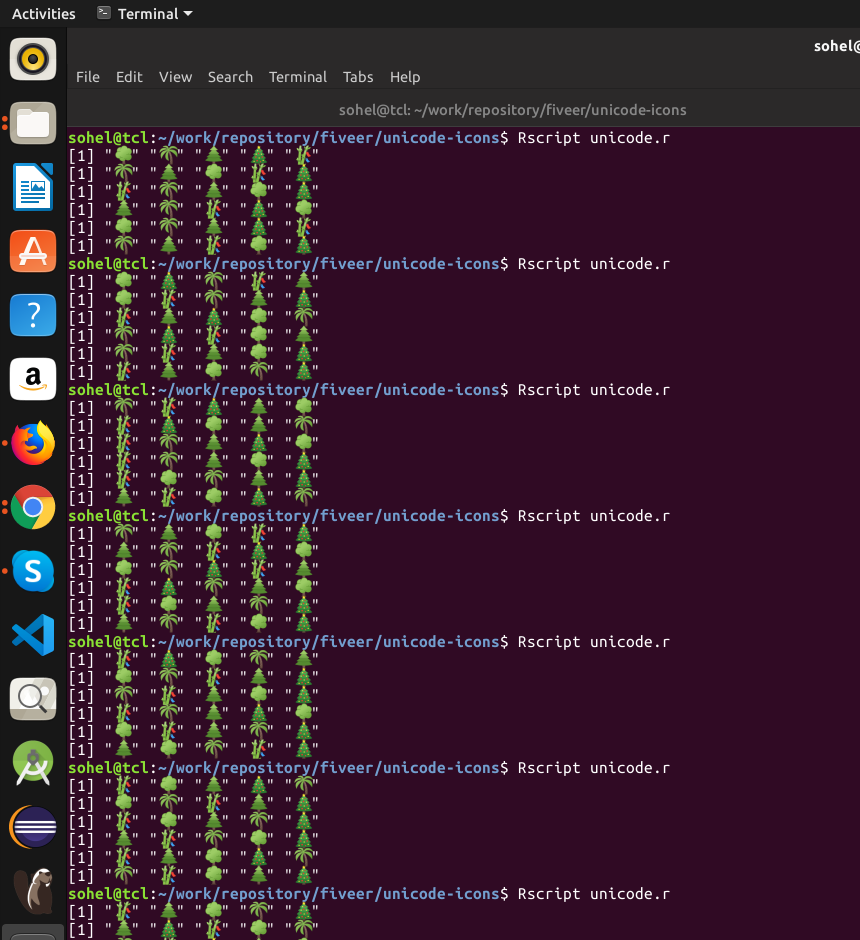 Activities Terminal
sohel@
File Edit View Search Terminal Tabs Help
sohel@tcl: ~/work/repository/fiveer/unicode-icons
sohel@tcl:~/work/repository/fiveer/unicode-icons$ Rscript unicode.r
[1] "🌳" "🌴" "🌲" "🎄" "🎋"
[1] "🌴" "🌲" "🌳" "🎋" "🎄"
[1] "🎋" "🌴" "🌲" "🌳" "🎄"
[1] "🌲" "🌴" "🎋" "🎄" "🌳"
[1] "🌳" "🌴" "🌲" "🎄" "🎋"
[1] "🌴" "🌲" "🎋" "🌳" "🎄"
sohel@tcl:~/work/repository/fiveer/unicode-icons$ Rscript unicode.r
[1] "🌳" "🎄" "🌴" "🎋" "🌲"
[1] "🌳" "🎋" "🌴" "🌲" "🎄"
[1] "🎋" "🌲" "🎄" "🌳" "🌴"
[1] "🌴" "🎄" "🎋" "🌳" "🌲"
[1] "🌴" "🎋" "🌲" "🌳" "🎄"
[1] "🎋" "🌲" "🌳" "🌴" "🎄"
sohel@tcl:~/work/repository/fiveer/unicode-icons$ Rscript unicode.r
[1] "🌴" "🎋" "🎄" "🌲" "🌳"
[1] "🎋" "🎄" "🌳" "🌲" "🌴"
[1] "🎋" "🌴" "🌲" "🎄" "🌳"
[1] "🎋" "🌴" "🌲" "🌳" "🎄"
[1] "🎋" "🌳" "🌴" "🌲" "🎄"
[1] "🌲" "🎋" "🌳" "🎄" "🌴"
sohel@tcl:~/work/repository/fiveer/unicode-icons$ Rscript unicode.r
[1] "🌴" "🌲" "🌳" "🎋" "🎄"
[1] "🌲" "🌴" "🎋" "🎄" "🌳"
[1] "🌳" "🌴" "🎄" "🎋" "🌲"
[1] "🎋" "🎄" "🌴" "🌲" "🌳"
[1] "🎋" "🌳" "🌲" "🌴" "🎄"
[1] "🌲" "🌴" "🎋" "🌳" "🎄"
sohel@tcl:~/work/repository/fiveer/unicode-icons$ Rscript unicode.r
[1] "🎋" "🎄" "🌳" "🌴" "🌲"
[1] "🌳" "🌴" "🎋" "🌲" "🎄"
[1] "🌴" "🎋" "🌲" "🌳" "🎄"
[1] "🎋" "🌴" "🌲" "🎄" "🌳"
[1] "🌳" "🎋" "🌲" "🌴" "🎄"
[1] "🌲" "🌳" "🌴" "🎋" "🎄"
sohel@tcl:~/work/repository/fiveer/unicode-icons$ Rscript unicode.r
[1] "🎋" "🌳" "🌲" "🎄" "🌴"
[1] "🌳" "🌴" "🎋" "🌲" "🎄"
[1] "🌳" "🎋" "🌲" "🌴" "🎄"
[1] "🌲" "🎋" "🌴" "🌳" "🎄"
[1] "🎋" "🌲" "🌳" "🎄" "🌴"
[1] "🌴" "🎋" "🌳" "🌲" "🎄"
sohel@tcl:~/work/repository/fiveer/unicode-icons$ Rscript unicode.r
[1] "🎋" "🌲" "🌳" "🌴" "🎄"
[1] "🌲" "🎄" "🎋" "🌳" "🌴"